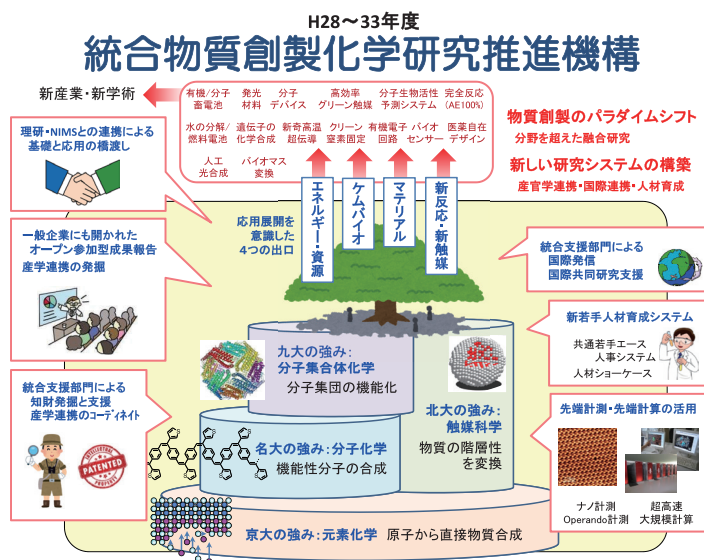 H28～33年度
統合物質創製化学研究推進機構
新産業・新学術
有機/分子 発光 分子 高効率 分子生物活性 完全反応
蓄電池 材料 デバイス グリーン触媒 予測システム (AE100%)
水の分解/ 遺伝子の 新奇高温 クリーン 有機電子 バイオ 医薬自在
燃料電池 化学合成 超伝導 窒素固定 回路 センサー デザイン
人工 バイオマス
光合成 変換
物質創製のパラダイムシフト
分野を超えた融合研究
新しい研究システムの構築
産官学連携・国際連携・人材育成
理研・NIMSとの連携による
基礎と応用の橋渡し
一般企業にも開かれた
オープン参加型成果報告
産学連携の発掘
統合支援部門による
知財発掘と支援
産学連携のコーディネイト
PATENTED
応用展開を
意識した
4つの出口
エネルギー・資源
ケムバイオ
マテリアル
新反応・新触媒
統合支援部門による
国際発信
国際共同研究支援
新若手人材育成システム
共通若手エース
人事システム
人材ショーケース
先端計測・先端計算の活用
ナノ計測 超高速
Operando計測 大規模計算
九大の強み：
分子集合体化学
分子集団の機能化
北大の強み：
触媒科学
物質の階層性
を変換
名大の強み：分子化学
機能性分子の合成
京大の強み：元素化学 原子から直接物質合成